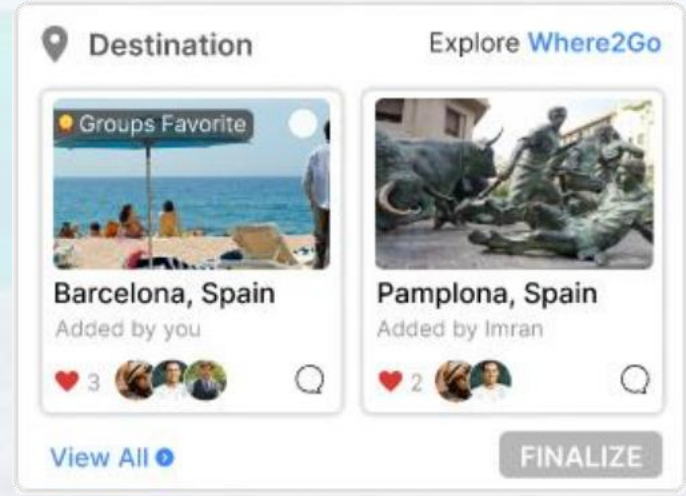 Destination
Explore Where2Go
Groups Favorite
Barcelona, Spain
Added by you
3
Pamplona, Spain
Added by Imran
2
View All
FINALIZE